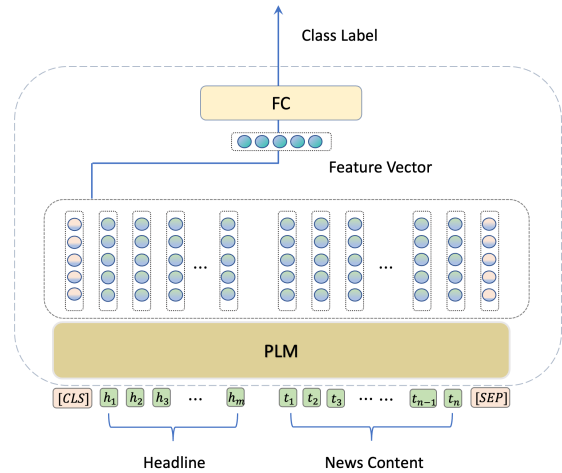 Class Label
FC
Feature Vector
... ...
PLM
[CLS] h₁ h₂ h₃ ... hₘ t₁ t₂ t₃ ... ... tₙ₋₁ tₙ [SEP]
Headline News Content